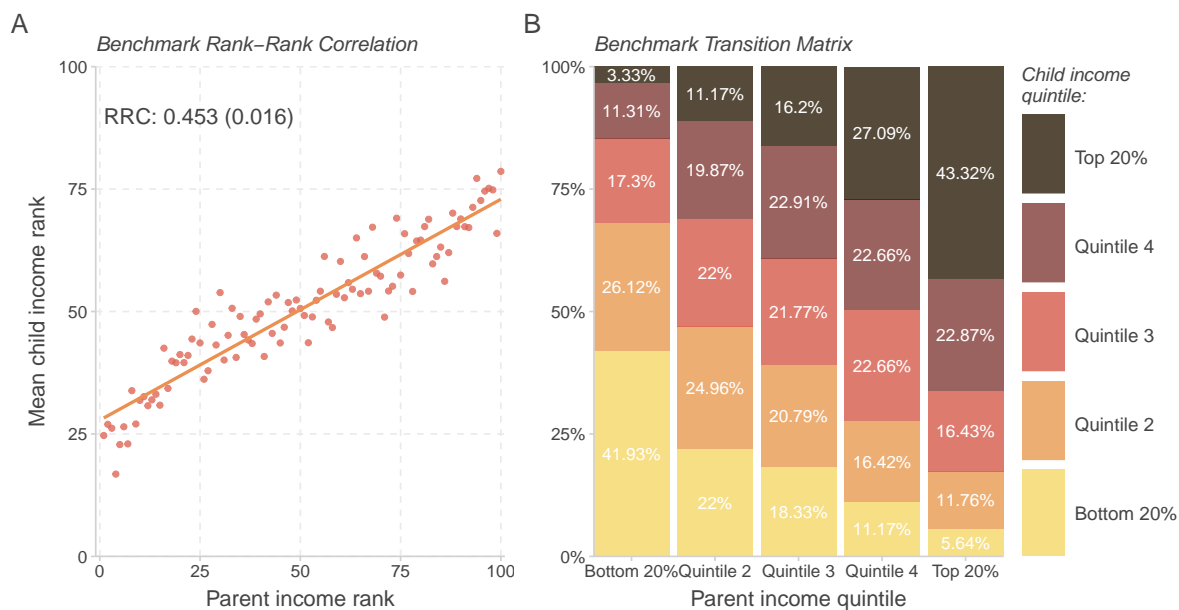 A
Benchmark Rank−Rank Correlation
100
75
50
25
0
Mean child income rank
RRC: 0.453 (0.016)
0
25
50
75
100
Parent income rank
B
Benchmark Transition Matrix
100%
75%
50%
25%
0%
3.33%
11.31%
17.3%
26.12%
41.93%
11.17%
19.87%
22%
24.96%
22%
16.2%
22.91%
21.77%
20.79%
18.33%
27.09%
22.66%
22.66%
16.42%
11.17%
43.32%
22.87%
16.43%
11.76%
5.64%
Bottom 20%
Quintile 2
Quintile 3
Quintile 4
Top 20%
Parent income quintile
Child income
quintile:
Top 20%
Quintile 4
Quintile 3
Quintile 2
Bottom 20%